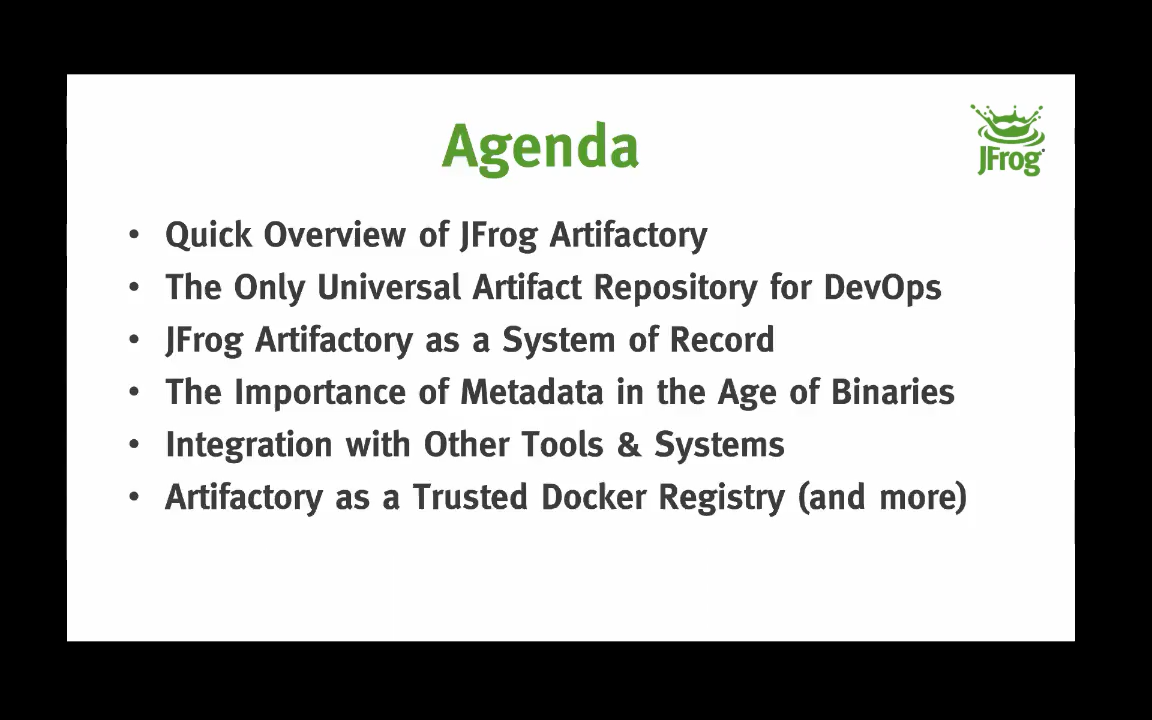 Agenda
JFrog
• Quick Overview of JFrog Artifactory
• The Only Universal Artifact Repository for DevOps
• JFrog Artifactory as a System of Record
• The Importance of Metadata in the Age of Binaries
• Integration with Other Tools & Systems
• Artifactory as a Trusted Docker Registry (and more)